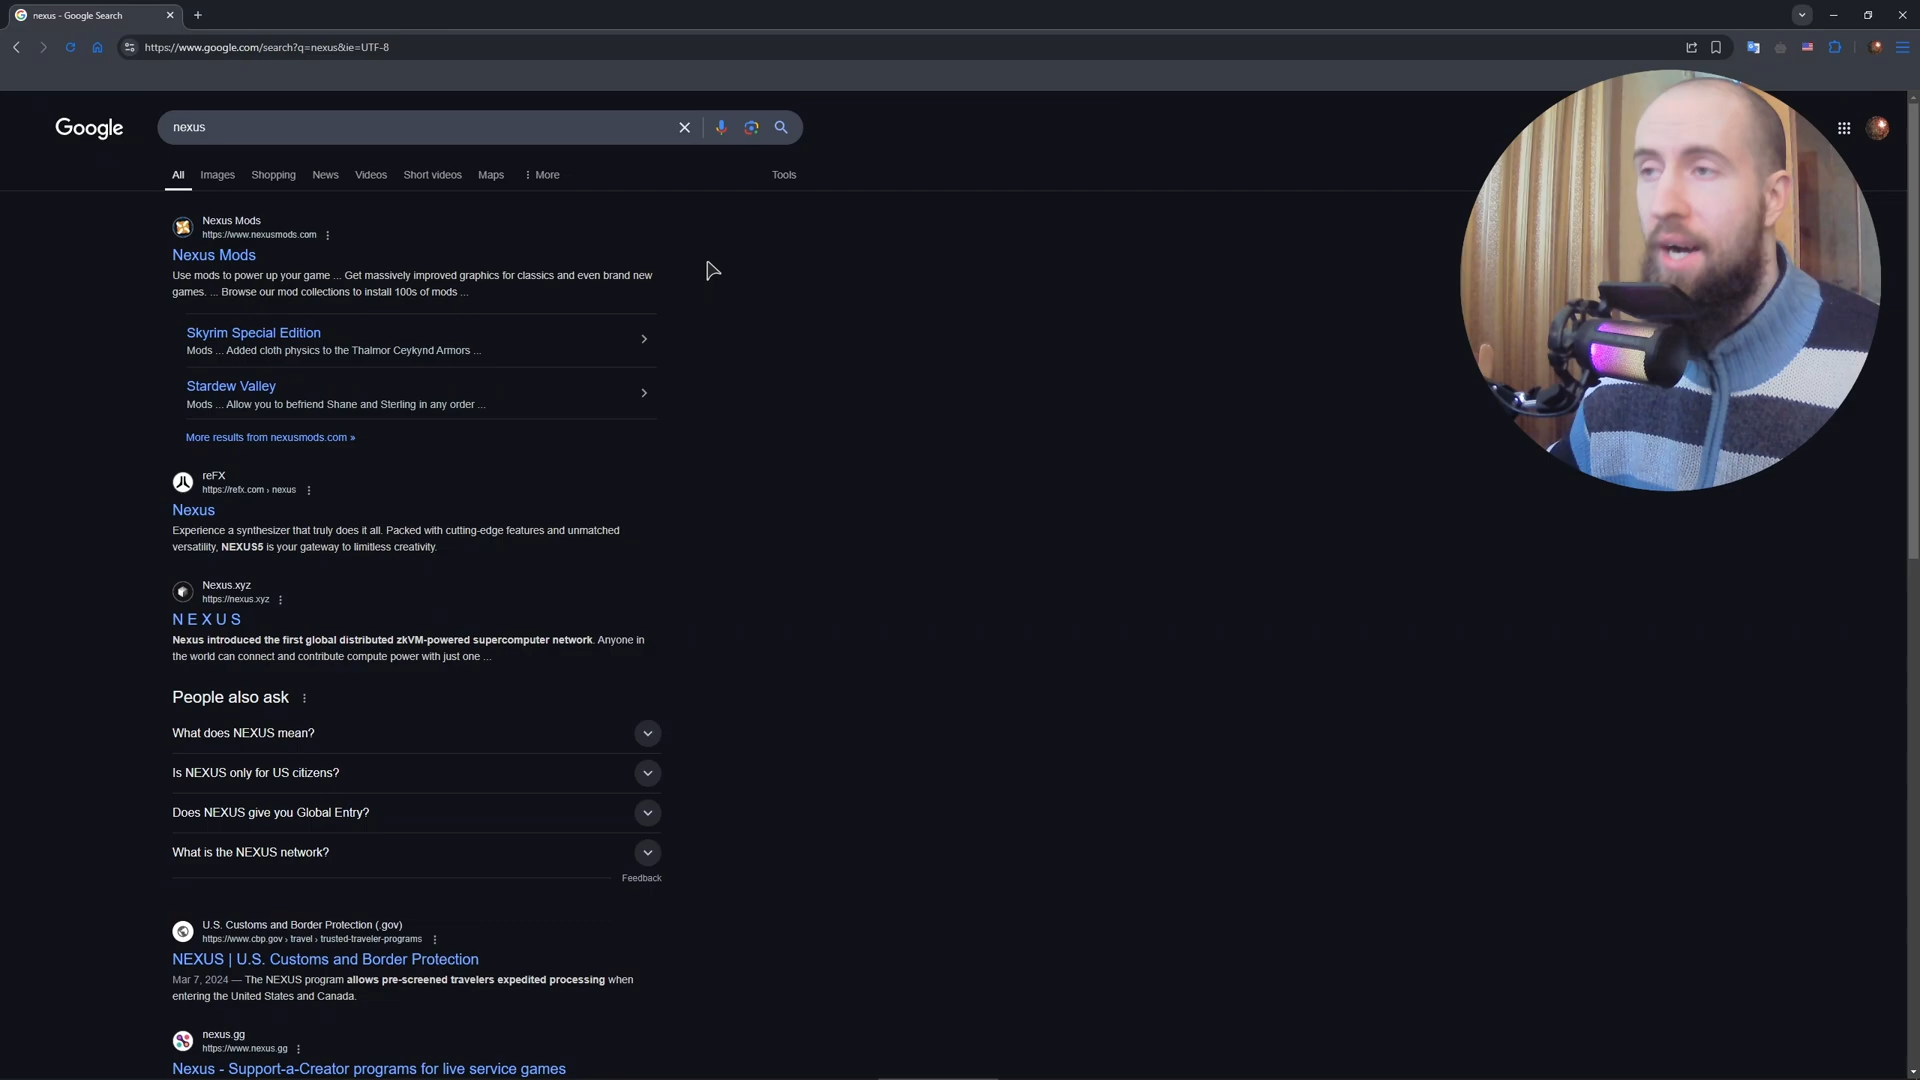 nexus - Google Search
https://www.google.com/search?q=nexus&ie=UTF-8
Google
nexus
All
Images
Shopping
News
Videos
Short videos
Maps
More
Tools
Nexus Mods
https://www.nexusmods.com
Nexus Mods
Use mods to power up your game ... Get massively improved graphics for classics and even brand new
games. ... Browse our mod collections to install 100s of mods ...
Skyrim Special Edition
Mods ... Added cloth physics to the Thalmor Ceykynd Armors ...
Stardew Valley
Mods ... Allow you to befriend Shane and Sterling in any order ...
More results from nexusmods.com »
reFX
https://refx.com › nexus
Nexus
Experience a synthesizer that truly does it all. Packed with cutting-edge features and unmatched
versatility, NEXUS5 is your gateway to limitless creativity.
Nexus.xyz
https://nexus.xyz
N E X U S
Nexus introduced the first global distributed zkVM-powered supercomputer network. Anyone in
the world can connect and contribute compute power with just one ...
People also ask
What does NEXUS mean?
Is NEXUS only for US citizens?
Does NEXUS give you Global Entry?
What is the NEXUS network?
Feedback
U.S. Customs and Border Protection (.gov)
https://www.cbp.gov › travel › trusted-traveler-programs
NEXUS | U.S. Customs and Border Protection
Mar 7, 2024 — The NEXUS program allows pre-screened travelers expedited processing when
entering the United States and Canada.
nexus.gg
https://www.nexus.gg
Nexus - Support-a-Creator programs for live service games